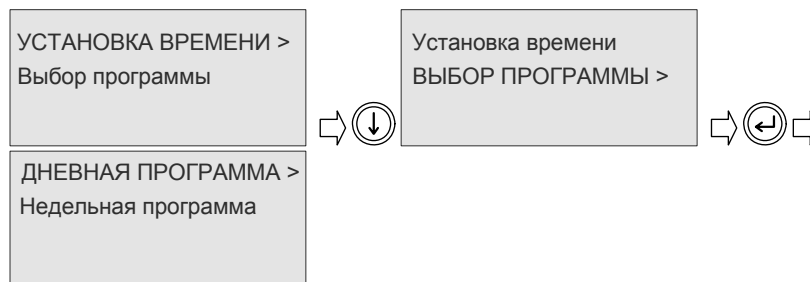 УСТАНОВКА ВРЕМЕНИ >
Выбор программы
Установка времени
ВЫБОР ПРОГРАММЫ >
ДНЕВНАЯ ПРОГРАММА >
Недельная программа